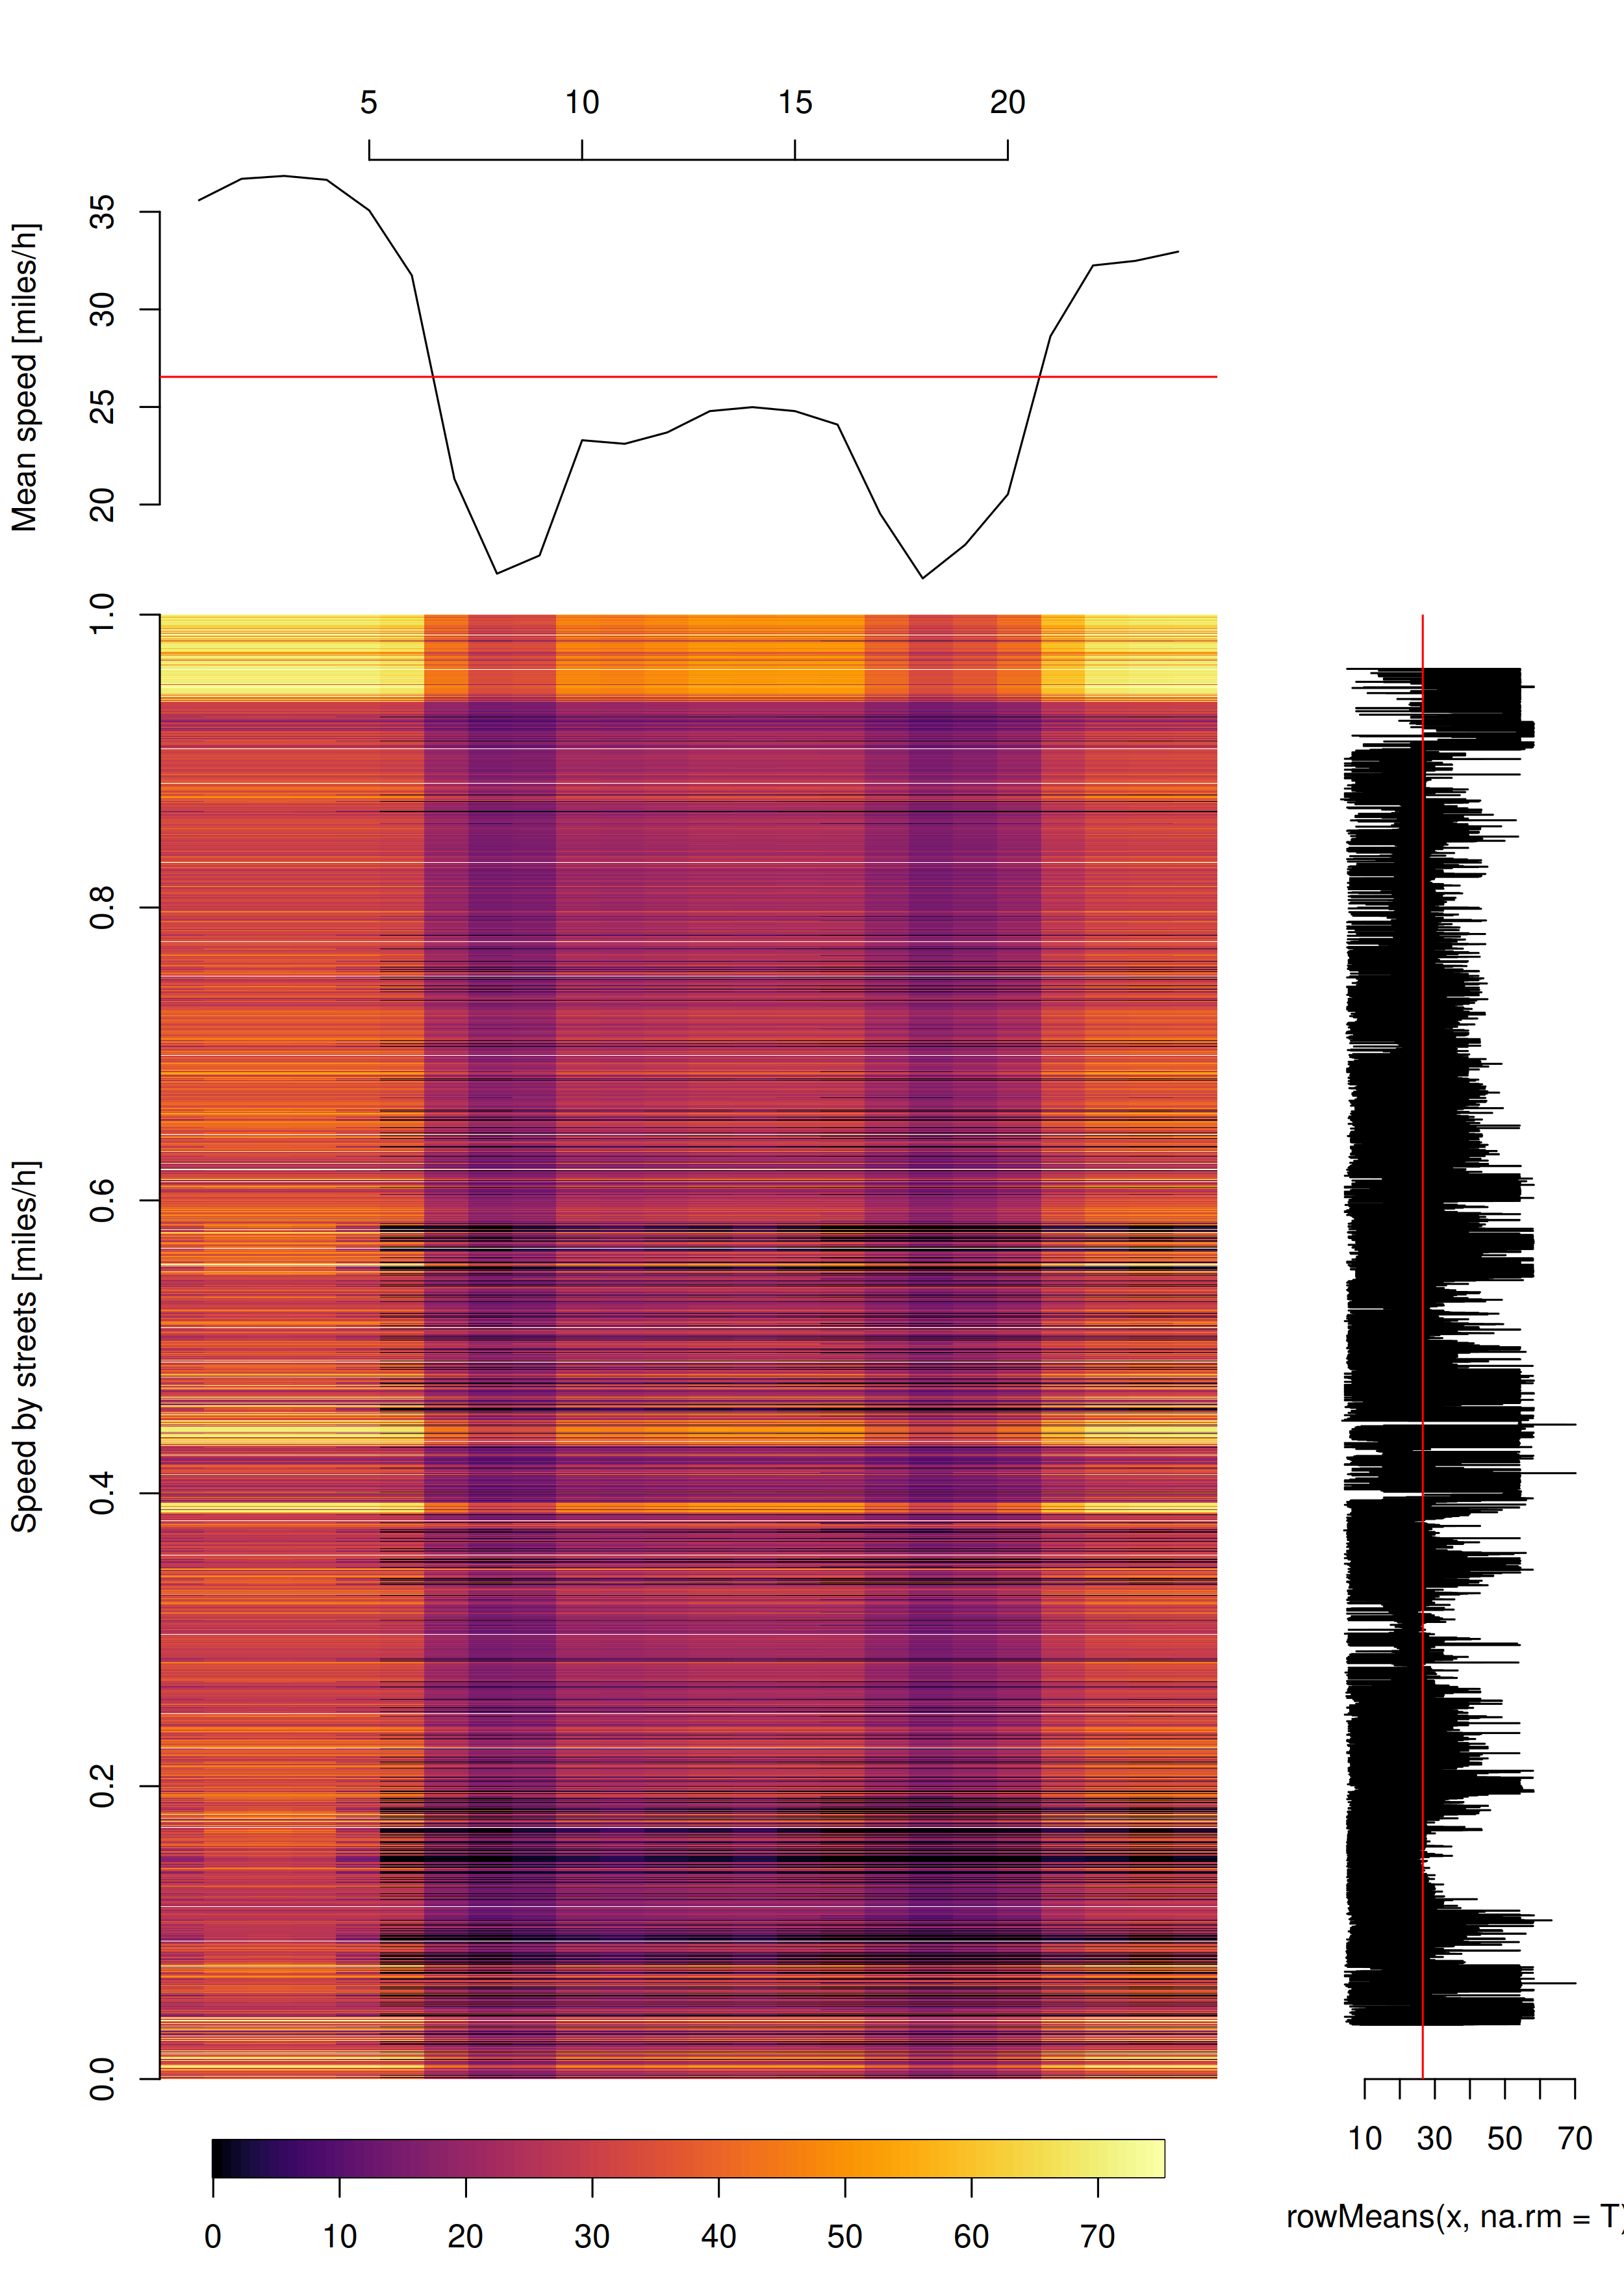 5 10 15 20
Mean speed [miles/h]
35
30
25
20
Speed by streets [miles/h]
1.0
0.8
0.6
0.4
0.2
0.0
10 30 50 70
rowMeans(x, na.rm = T)
0 10 20 30 40 50 60 70